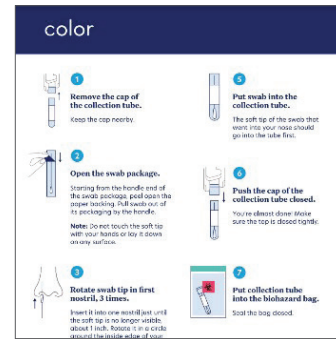 color
1
Remove the cap of
the collection tube.
Keep the cap nearby.
2
Open the swab package.
Starting from the handle end of
the swab package, peel open the
paper backing. Pull swab out of
its packaging by the handle.
Note: Do not touch the soft tip
with your hands or lay it down
on any surface.
3
Rotate swab tip in first
nostril, 3 times.
Insert it into one nostril just until
the soft tip is no longer visible,
about 1 inch. Rotate it in a circle
around the inside edge of your
5
Put swab into the
collection tube.
The soft tip of the swab that
went into your nose should
go into the tube first.
6
Push the cap of the
collection tube closed.
You're almost done! Make
sure the top is closed tightly.
7
Put collection tube
into the biohazard bag.
Seal the bag closed.